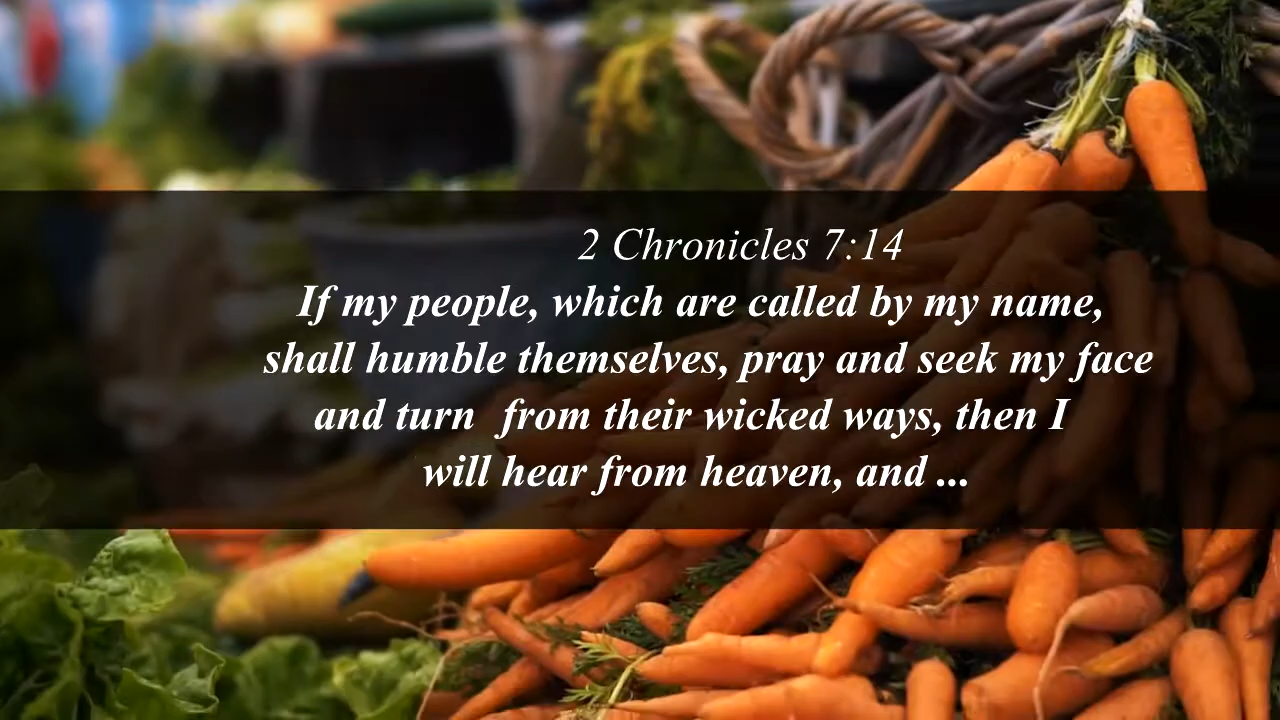 2 Chronicles 7:14
If my people, which are called by my name,
shall humble themselves, pray and seek my face
and turn from their wicked ways, then I
will hear from heaven, and ...